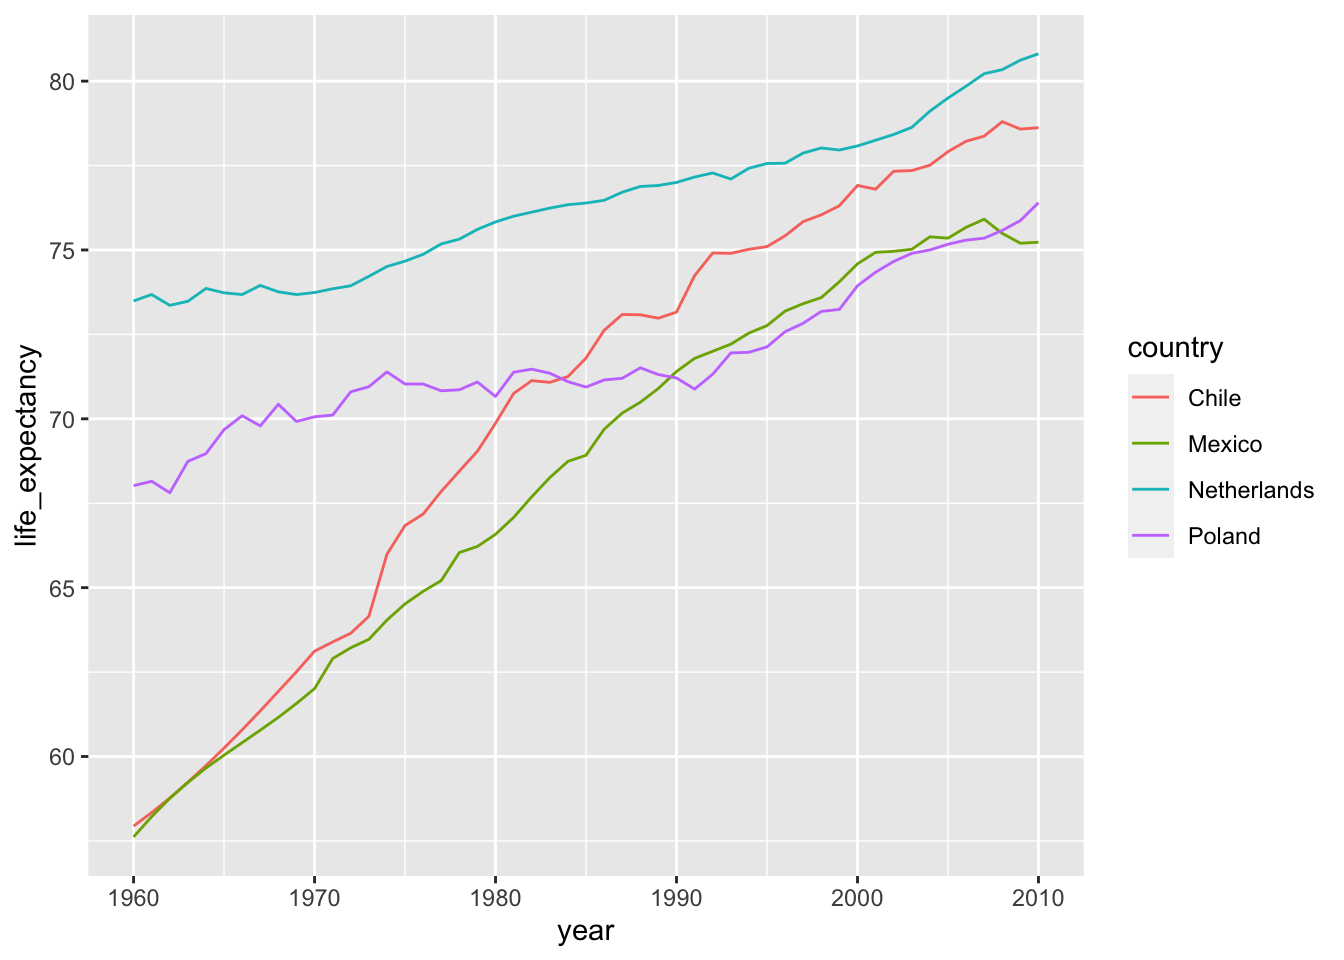 80
75
70
65
60
life_expectancy
1960 1970 1980 1990 2000 2010
year
country
Chile
Mexico
Netherlands
Poland